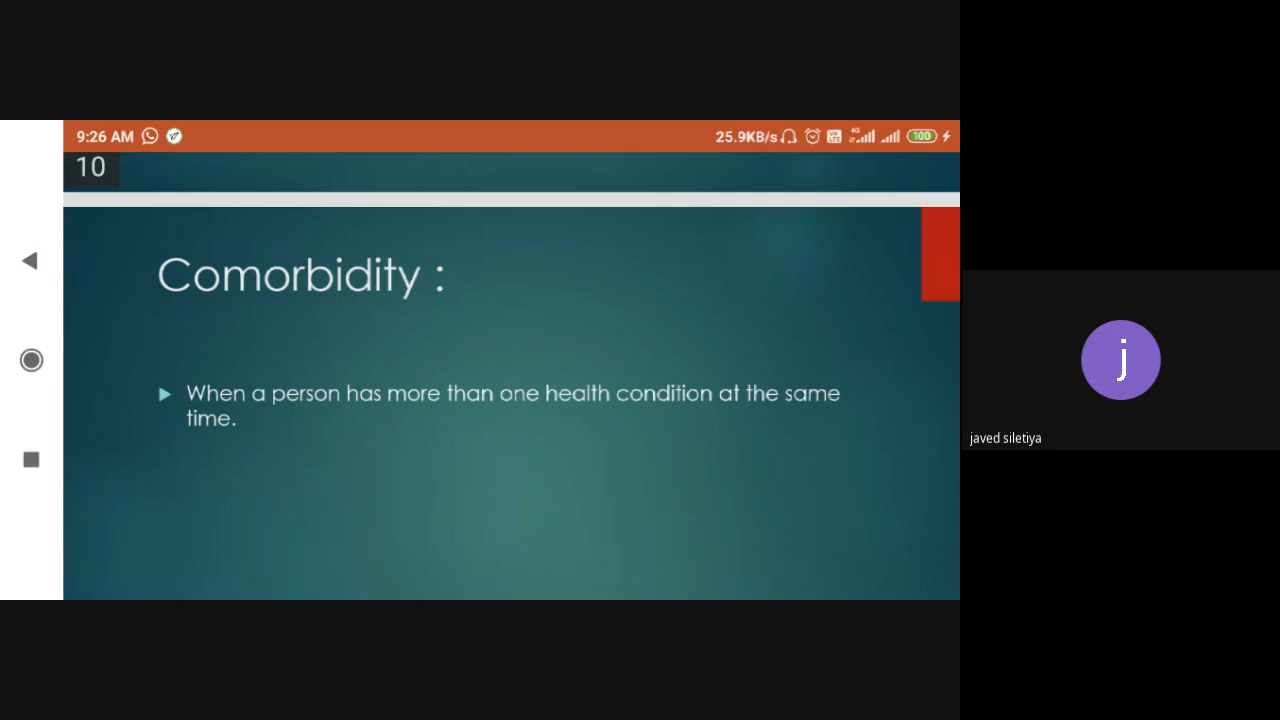 9:26 AM 25.9KB/s 4G 100
10
Comorbidity :
When a person has more than one health condition at the same
time.
j
javed siletiya